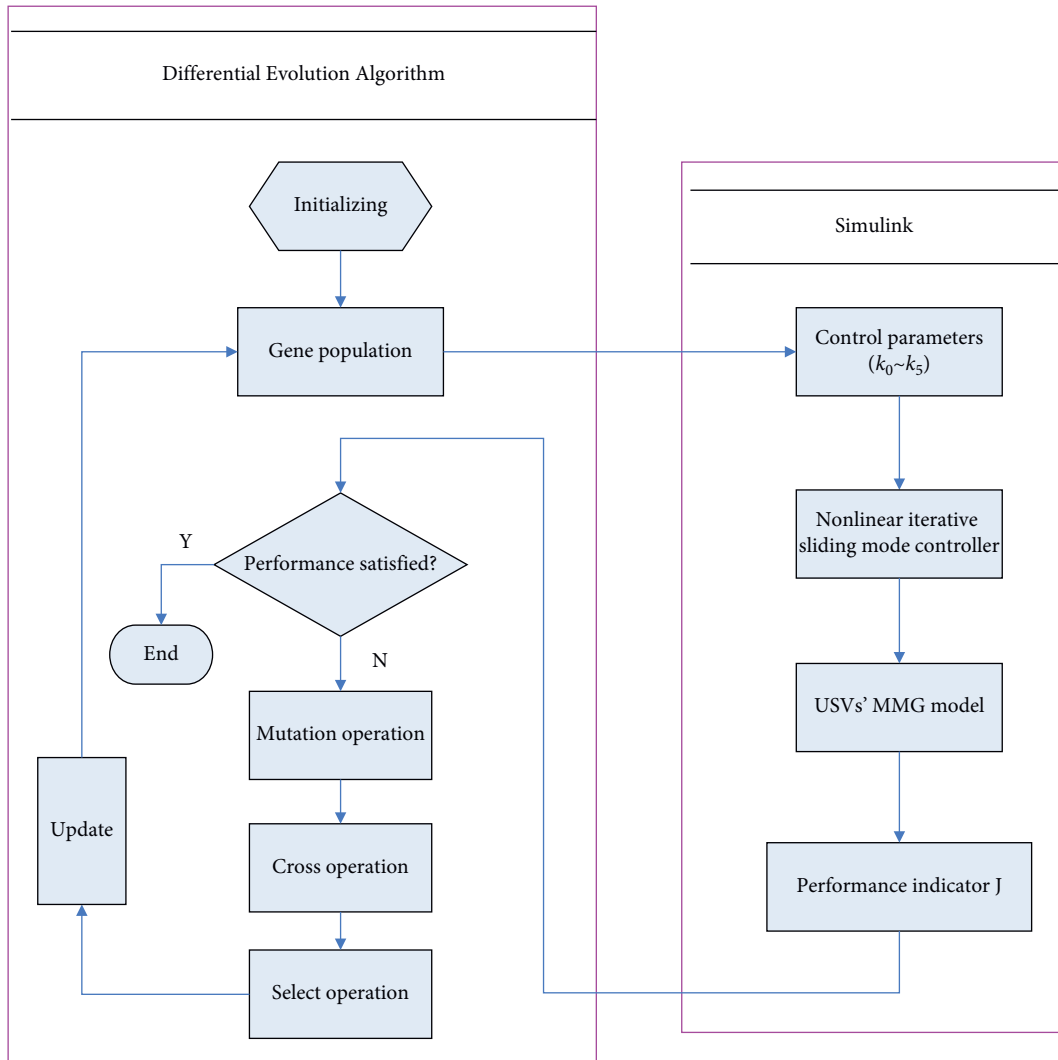 Differential Evolution Algorithm
Initializing
Gene population
Performance satisfied?
Y
End
N
Mutation operation
Cross operation
Select operation
Update
Simulink
Control parameters
(k₀~k₅)
Nonlinear iterative
sliding mode controller
USVs’ MMG model
Performance indicator J